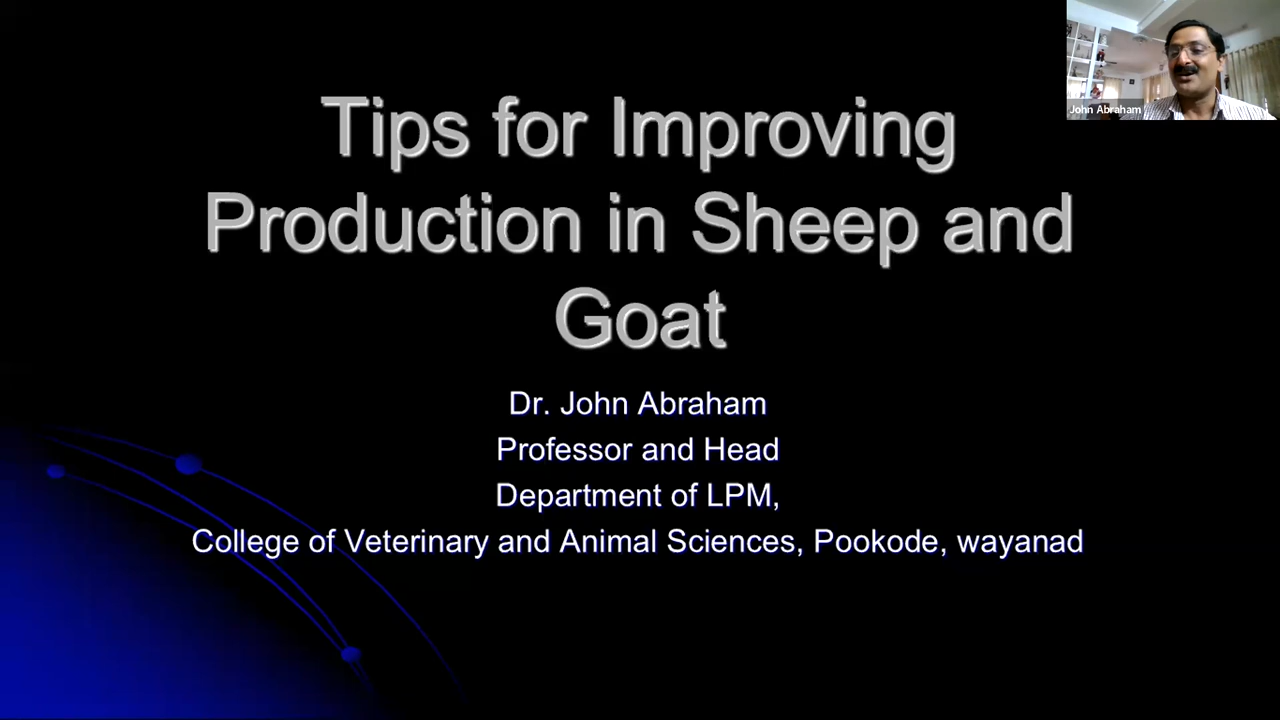 Tips for Improving
Production in Sheep and
Goat
Dr. John Abraham
Professor and Head
Department of LPM,
College of Veterinary and Animal Sciences, Pookode, wayanad
John Abraham